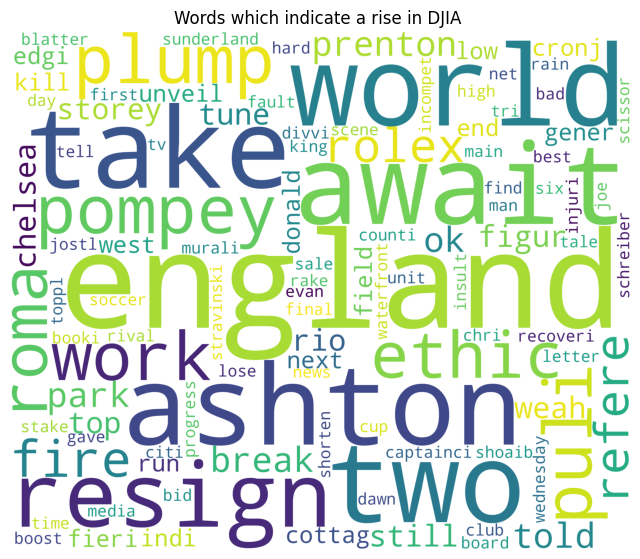 Words which indicate a rise in DJIA
blatter sunderland hard prenton low cronj
edgi plump world rain
kill net bad scissor
day first unveil fault incompet high tri
storey tune divvi scene end gener
take king rolex main
tell tv await best
chelsea pompey donald find six injuri joe
man
jostl west murali counti ok figur tale schreiber
england sale field unit insult
toppl soccer rake waterfront
roma evan
stravinski final
booki rival rio chri recoveri
work lose next news ethic letter
park ashton weah refere
stake top progress cup puli
gave citi captainci shoaib
fire run break shorten two wednesday
resign bid dawn club told
time media board
boost fieri indi cottag still